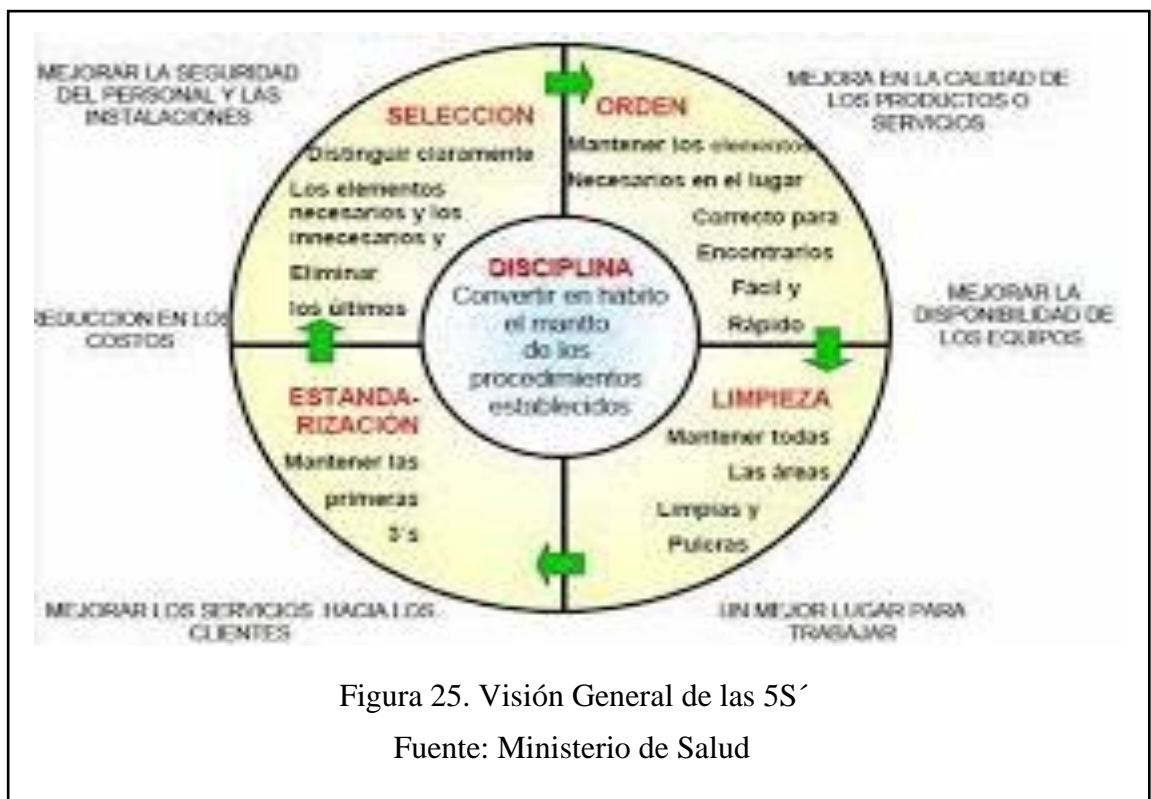 MEJORAR LA SEGURIDAD
DEL PERSONAL Y LAS
INSTALACIONES
SELECCION
Distinguir claramente
Los elementos
necesarios y los
innecesarios y
Eliminar
los últimos
ORDEN
Mantener los elementos
Necesarios en el lugar
Correcto para
Encontrarlos
Fácil y
Rápido
MEJORA EN LA CALIDAD DE
LOS PRODUCTOS O
SERVICIOS
REDUCCION EN LOS
COSTOS
DISCIPLINA
Convertir en hábito
el mantto
de los
procedimientos
establecidos
MEJORAR LA
DISPONIBILIDAD DE
LOS EQUIPOS
ESTANDA-
RIZACIÓN
Mantener las
primeras
3´s
LIMPIEZA
Mantener todas
Las áreas
Limpias y
Pulcras
MEJORAR LOS SERVICIOS HACIA LOS
CLIENTES
UN MEJOR LUGAR PARA
TRABAJAR
Figura 25. Visión General de las 5S´
Fuente: Ministerio de Salud